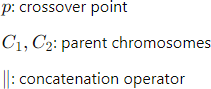 p: crossover point
C₁, C₂: parent chromosomes
||: concatenation operator